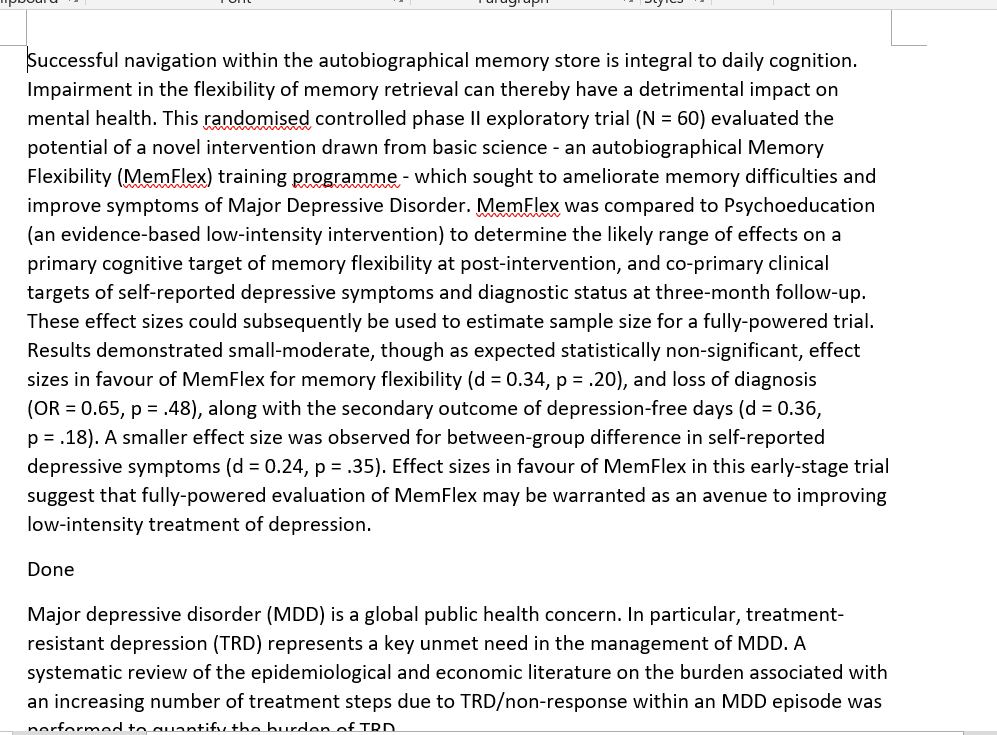 Font
Paragraph
Styles
Successful navigation within the autobiographical memory store is integral to daily cognition.
Impairment in the flexibility of memory retrieval can thereby have a detrimental impact on
mental health. This randomised controlled phase II exploratory trial (N = 60) evaluated the
potential of a novel intervention drawn from basic science - an autobiographical Memory
Flexibility (MemFlex) training programme - which sought to ameliorate memory difficulties and
improve symptoms of Major Depressive Disorder. MemFlex was compared to Psychoeducation
(an evidence-based low-intensity intervention) to determine the likely range of effects on a
primary cognitive target of memory flexibility at post-intervention, and co-primary clinical
targets of self-reported depressive symptoms and diagnostic status at three-month follow-up.
These effect sizes could subsequently be used to estimate sample size for a fully-powered trial.
Results demonstrated small-moderate, though as expected statistically non-significant, effect
sizes in favour of MemFlex for memory flexibility (d = 0.34, p = .20), and loss of diagnosis
(OR = 0.65, p = .48), along with the secondary outcome of depression-free days (d = 0.36,
p = .18). A smaller effect size was observed for between-group difference in self-reported
depressive symptoms (d = 0.24, p = .35). Effect sizes in favour of MemFlex in this early-stage trial
suggest that fully-powered evaluation of MemFlex may be warranted as an avenue to improving
low-intensity treatment of depression.
Done
Major depressive disorder (MDD) is a global public health concern. In particular, treatment-
resistant depression (TRD) represents a key unmet need in the management of MDD. A
systematic review of the epidemiological and economic literature on the burden associated with
an increasing number of treatment steps due to TRD/non-response within an MDD episode was
performed to quantify the burden of TRD.